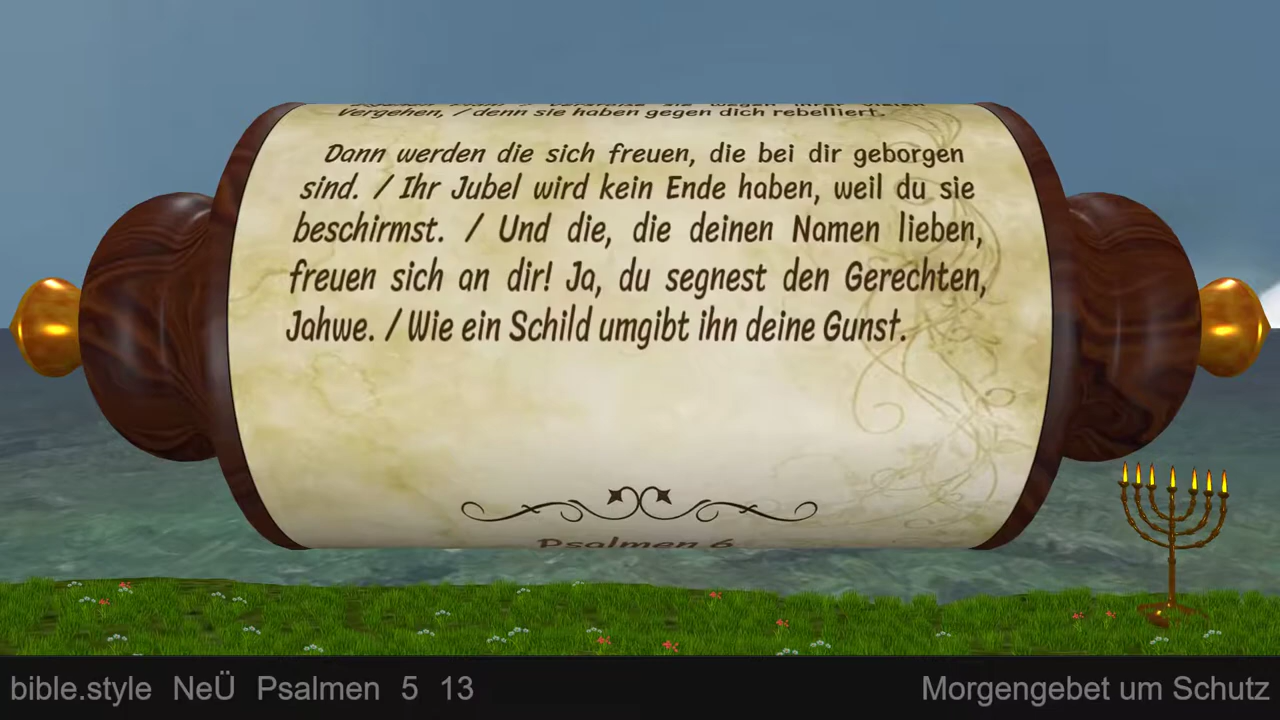 Vergehen, / denn sie haben gegen dich rebelliert.
Dann werden die sich freuen, die bei dir geborgen
sind. / Ihr Jubel wird kein Ende haben, weil du sie
beschirmst. / Und die, die deinen Namen lieben,
freuen sich an dir! Ja, du segnest den Gerechten,
Jahwe. / Wie ein Schild umgibt ihn deine Gunst.
Psalmen 6
bible.style NeÜ Psalmen 5 13
Morgengebet um Schutz